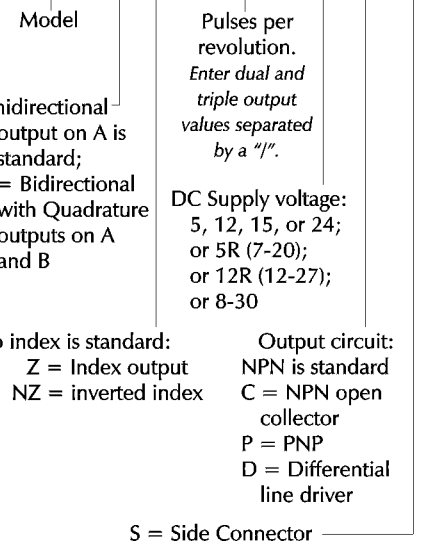 Model
Pulses per
revolution.
Enter dual and
triple output
values separated
by a "/".
nidirectional
output on A is
standard;
= Bidirectional
with Quadrature
outputs on A
and B
DC Supply voltage:
5, 12, 15, or 24;
or 5R (7-20);
or 12R (12-27);
or 8-30
o index is standard:
Z = Index output
NZ = inverted index
Output circuit:
NPN is standard
C = NPN open
collector
P = PNP
D = Differential
line driver
S = Side Connector